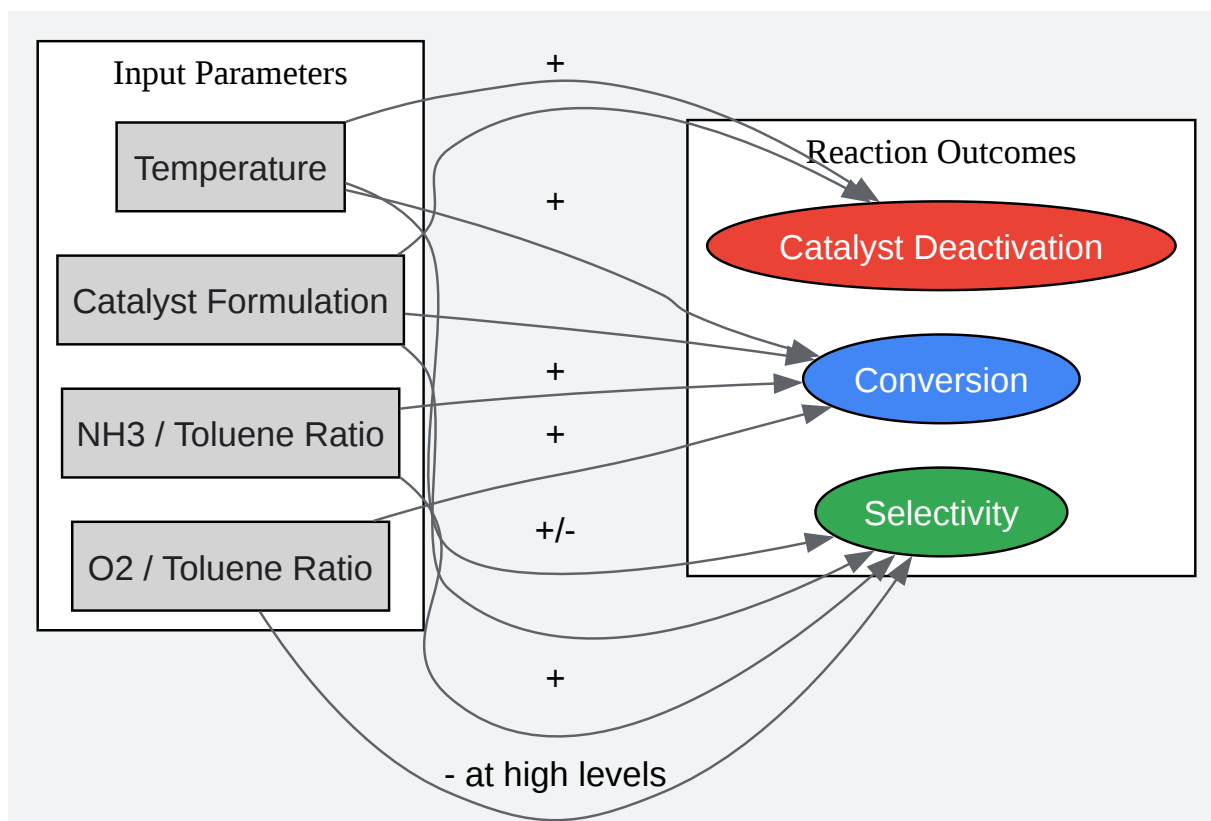 Input Parameters
Temperature
Catalyst Formulation
NH3 / Toluene Ratio
O2 / Toluene Ratio
+
+
+
+
+/-
+
- at high levels
Reaction Outcomes
Catalyst Deactivation
Conversion
Selectivity